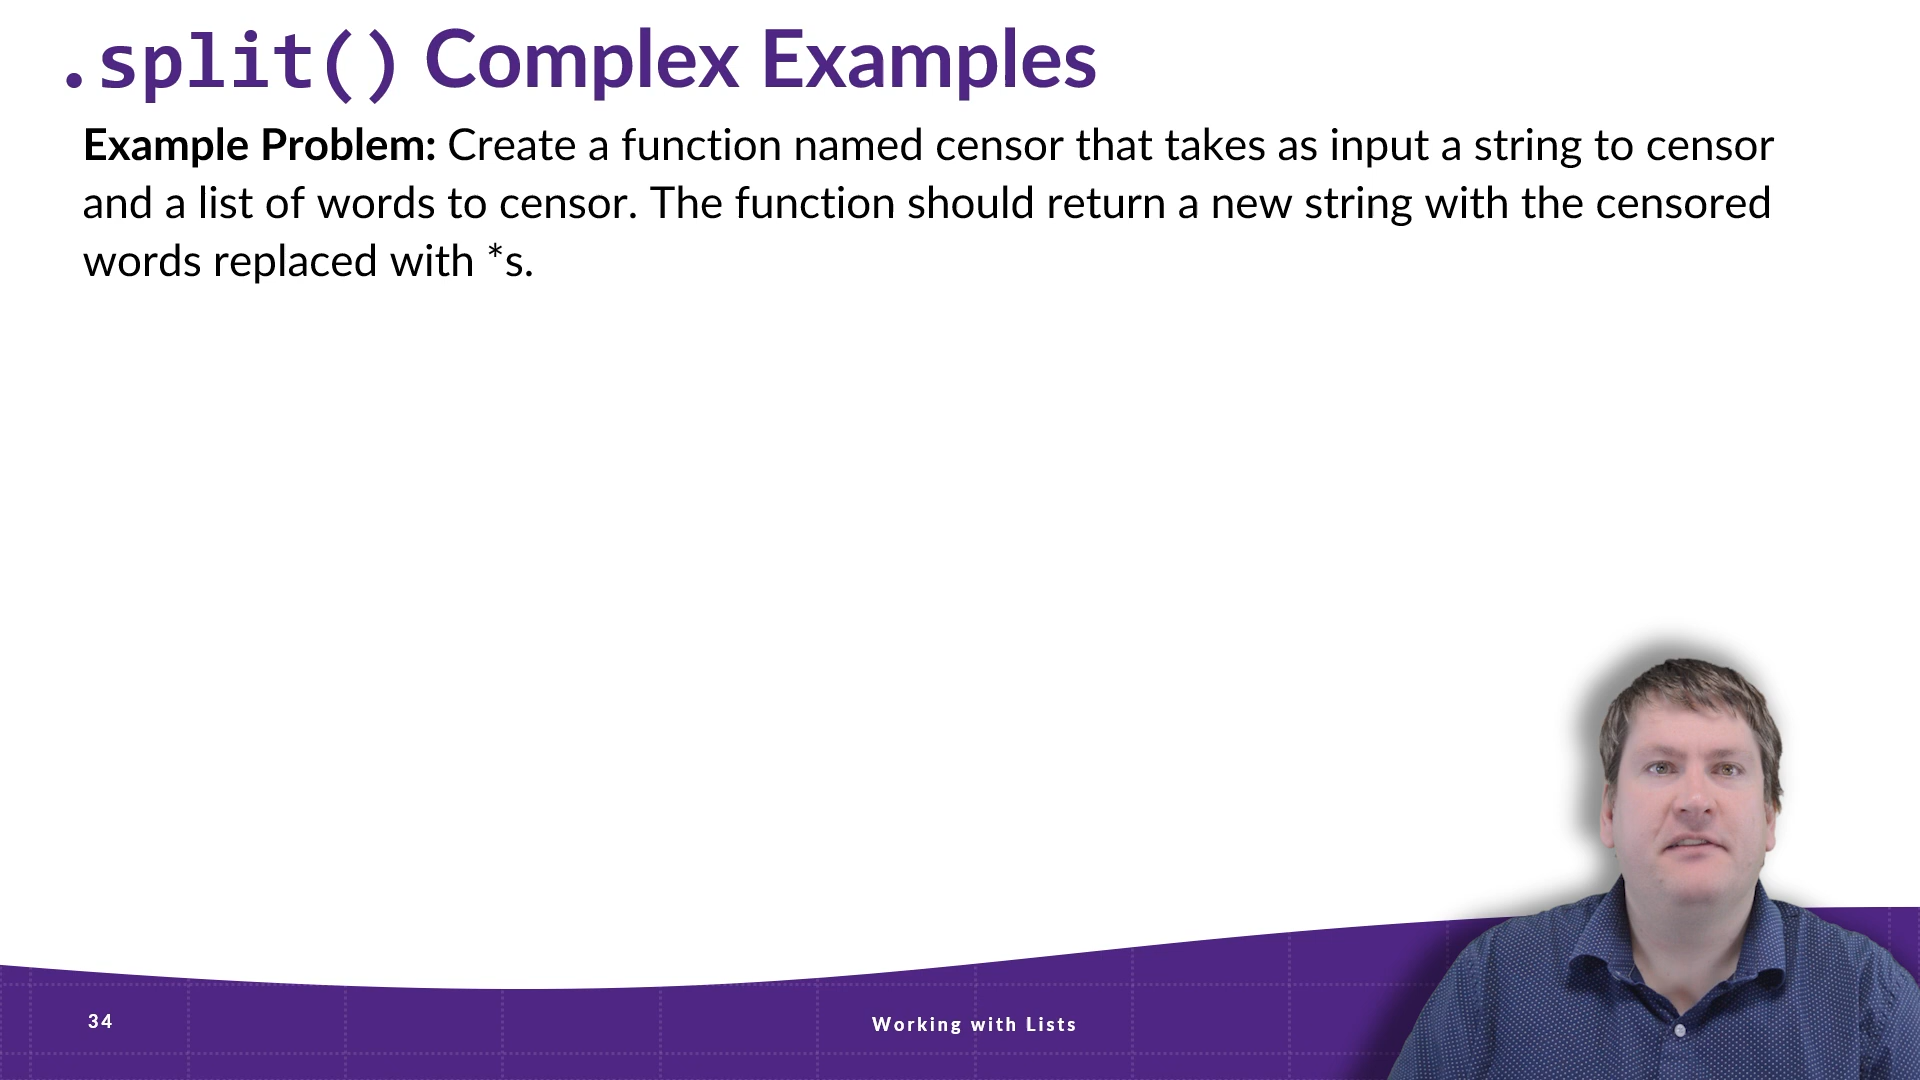 .split() Complex Examples
Example Problem: Create a function named censor that takes as input a string to censor
and a list of words to censor. The function should return a new string with the censored
words replaced with *s.
34
Working with Lists